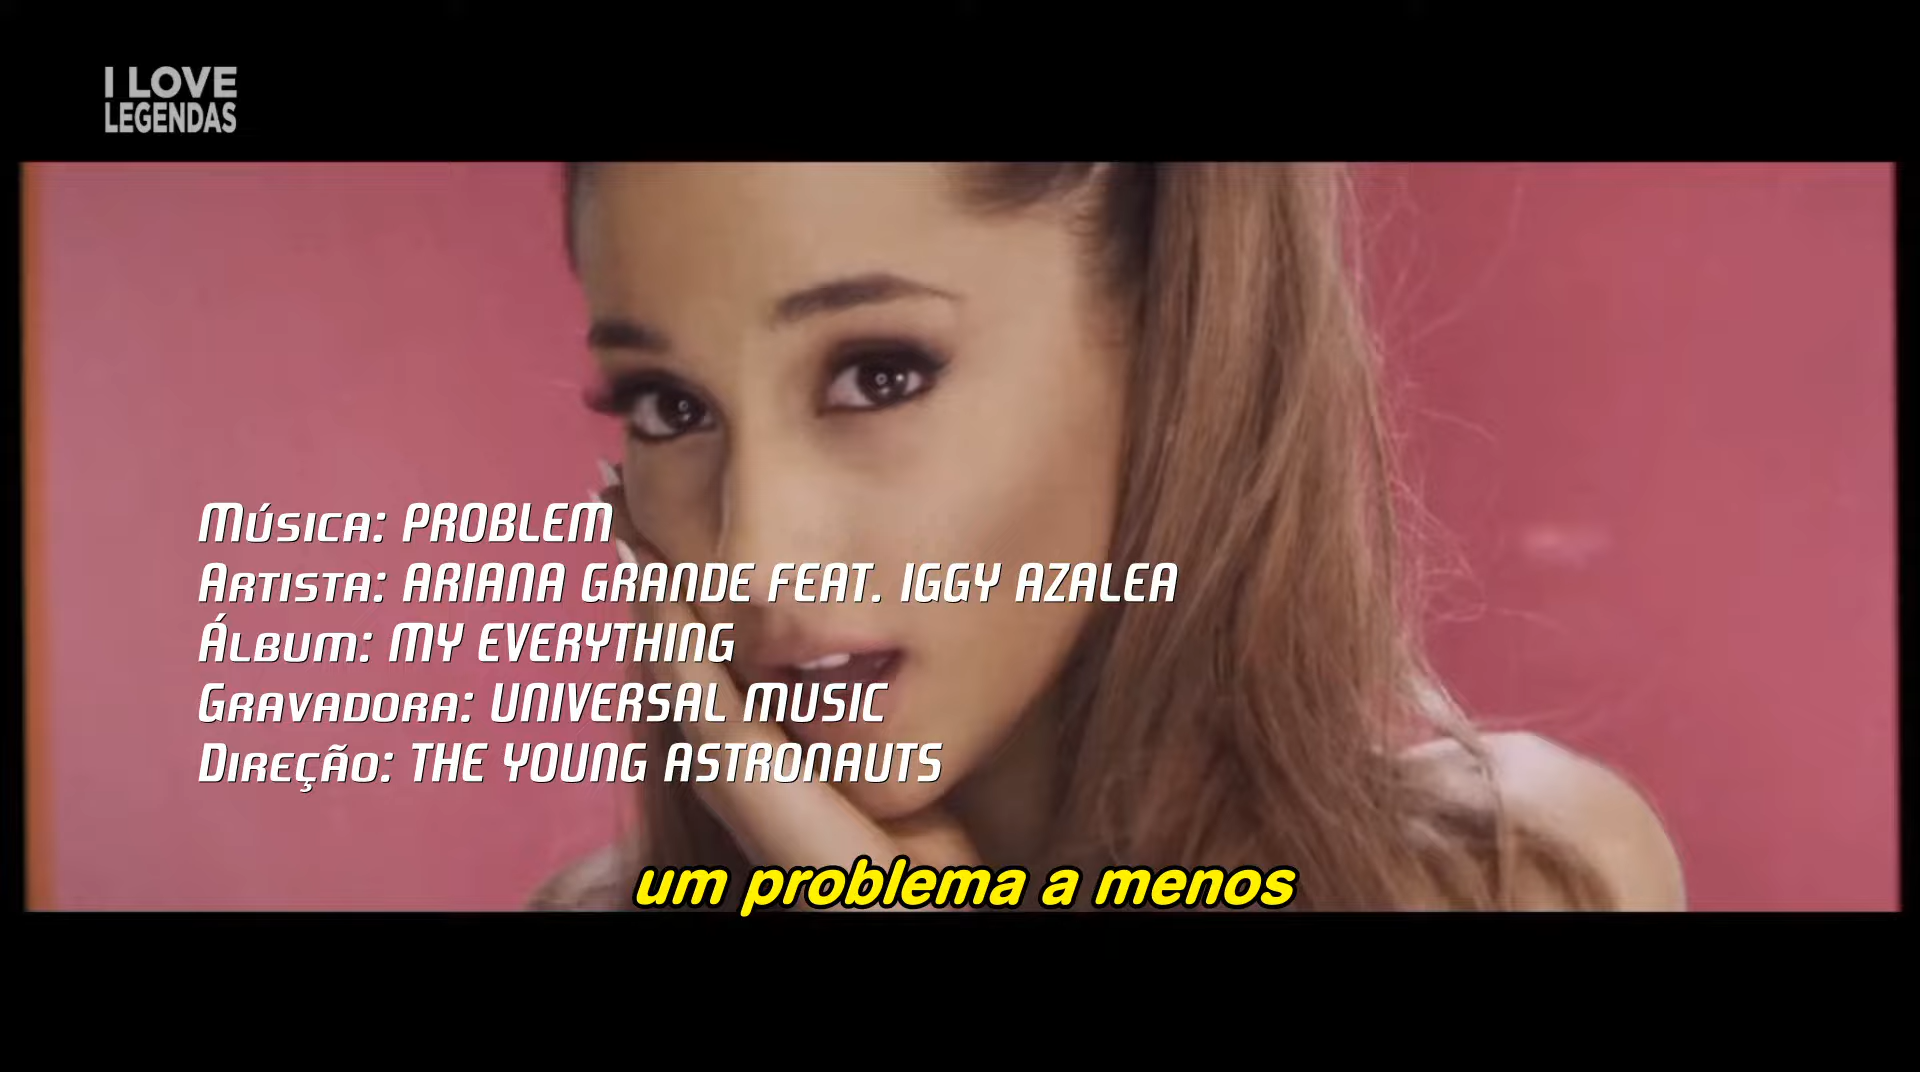 I LOVE
LEGENDAS
Música: PROBLEM
Artista: ARIANA GRANDE FEAT. IGGY AZALEA
Álbum: MY EVERYTHING
Gravadora: UNIVERSAL MUSIC
Direção: THE YOUNG ASTRONAUTS
um problema a menos